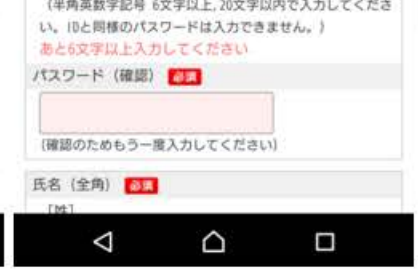 (半角英数字記号 6文字以上,20文字以内で入力してくださ
い。IDと同様のパスワードは入力できません。)
あと6文字以上入力してください
パスワード（確認） 必須
(確認のためもう一度入力してください)
氏名（全角） 必須
[姓]